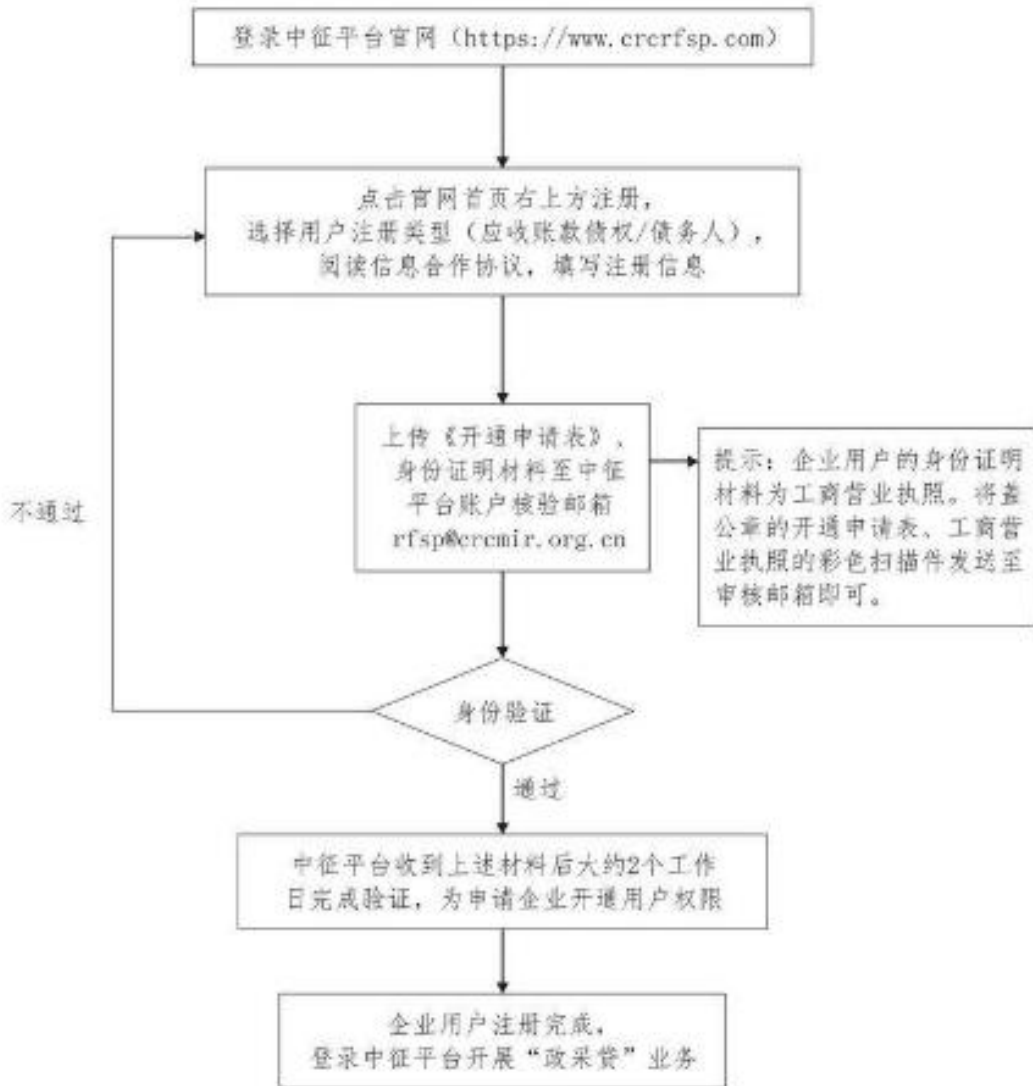 登录中征平台官网（https://www.crcrfsp.com）
点击官网首页右上方注册，
选择用户注册类型（应收账款债权/债务人），
阅读信息合作协议，填写注册信息
上传《开通申请表》、
身份证明材料至中征
平台账户核验邮箱
rfsp@crcmir.org.cn
提示：企业用户的身份证明
材料为工商营业执照。将盖
公章的开通申请表、工商营
业执照的彩色扫描件发送至
审核邮箱即可。
不通过
身份验证
通过
中征平台收到上述材料后大约2个工作
日完成验证，为申请企业开通用户权限
企业用户注册完成，
登录中征平台开展“政采贷”业务